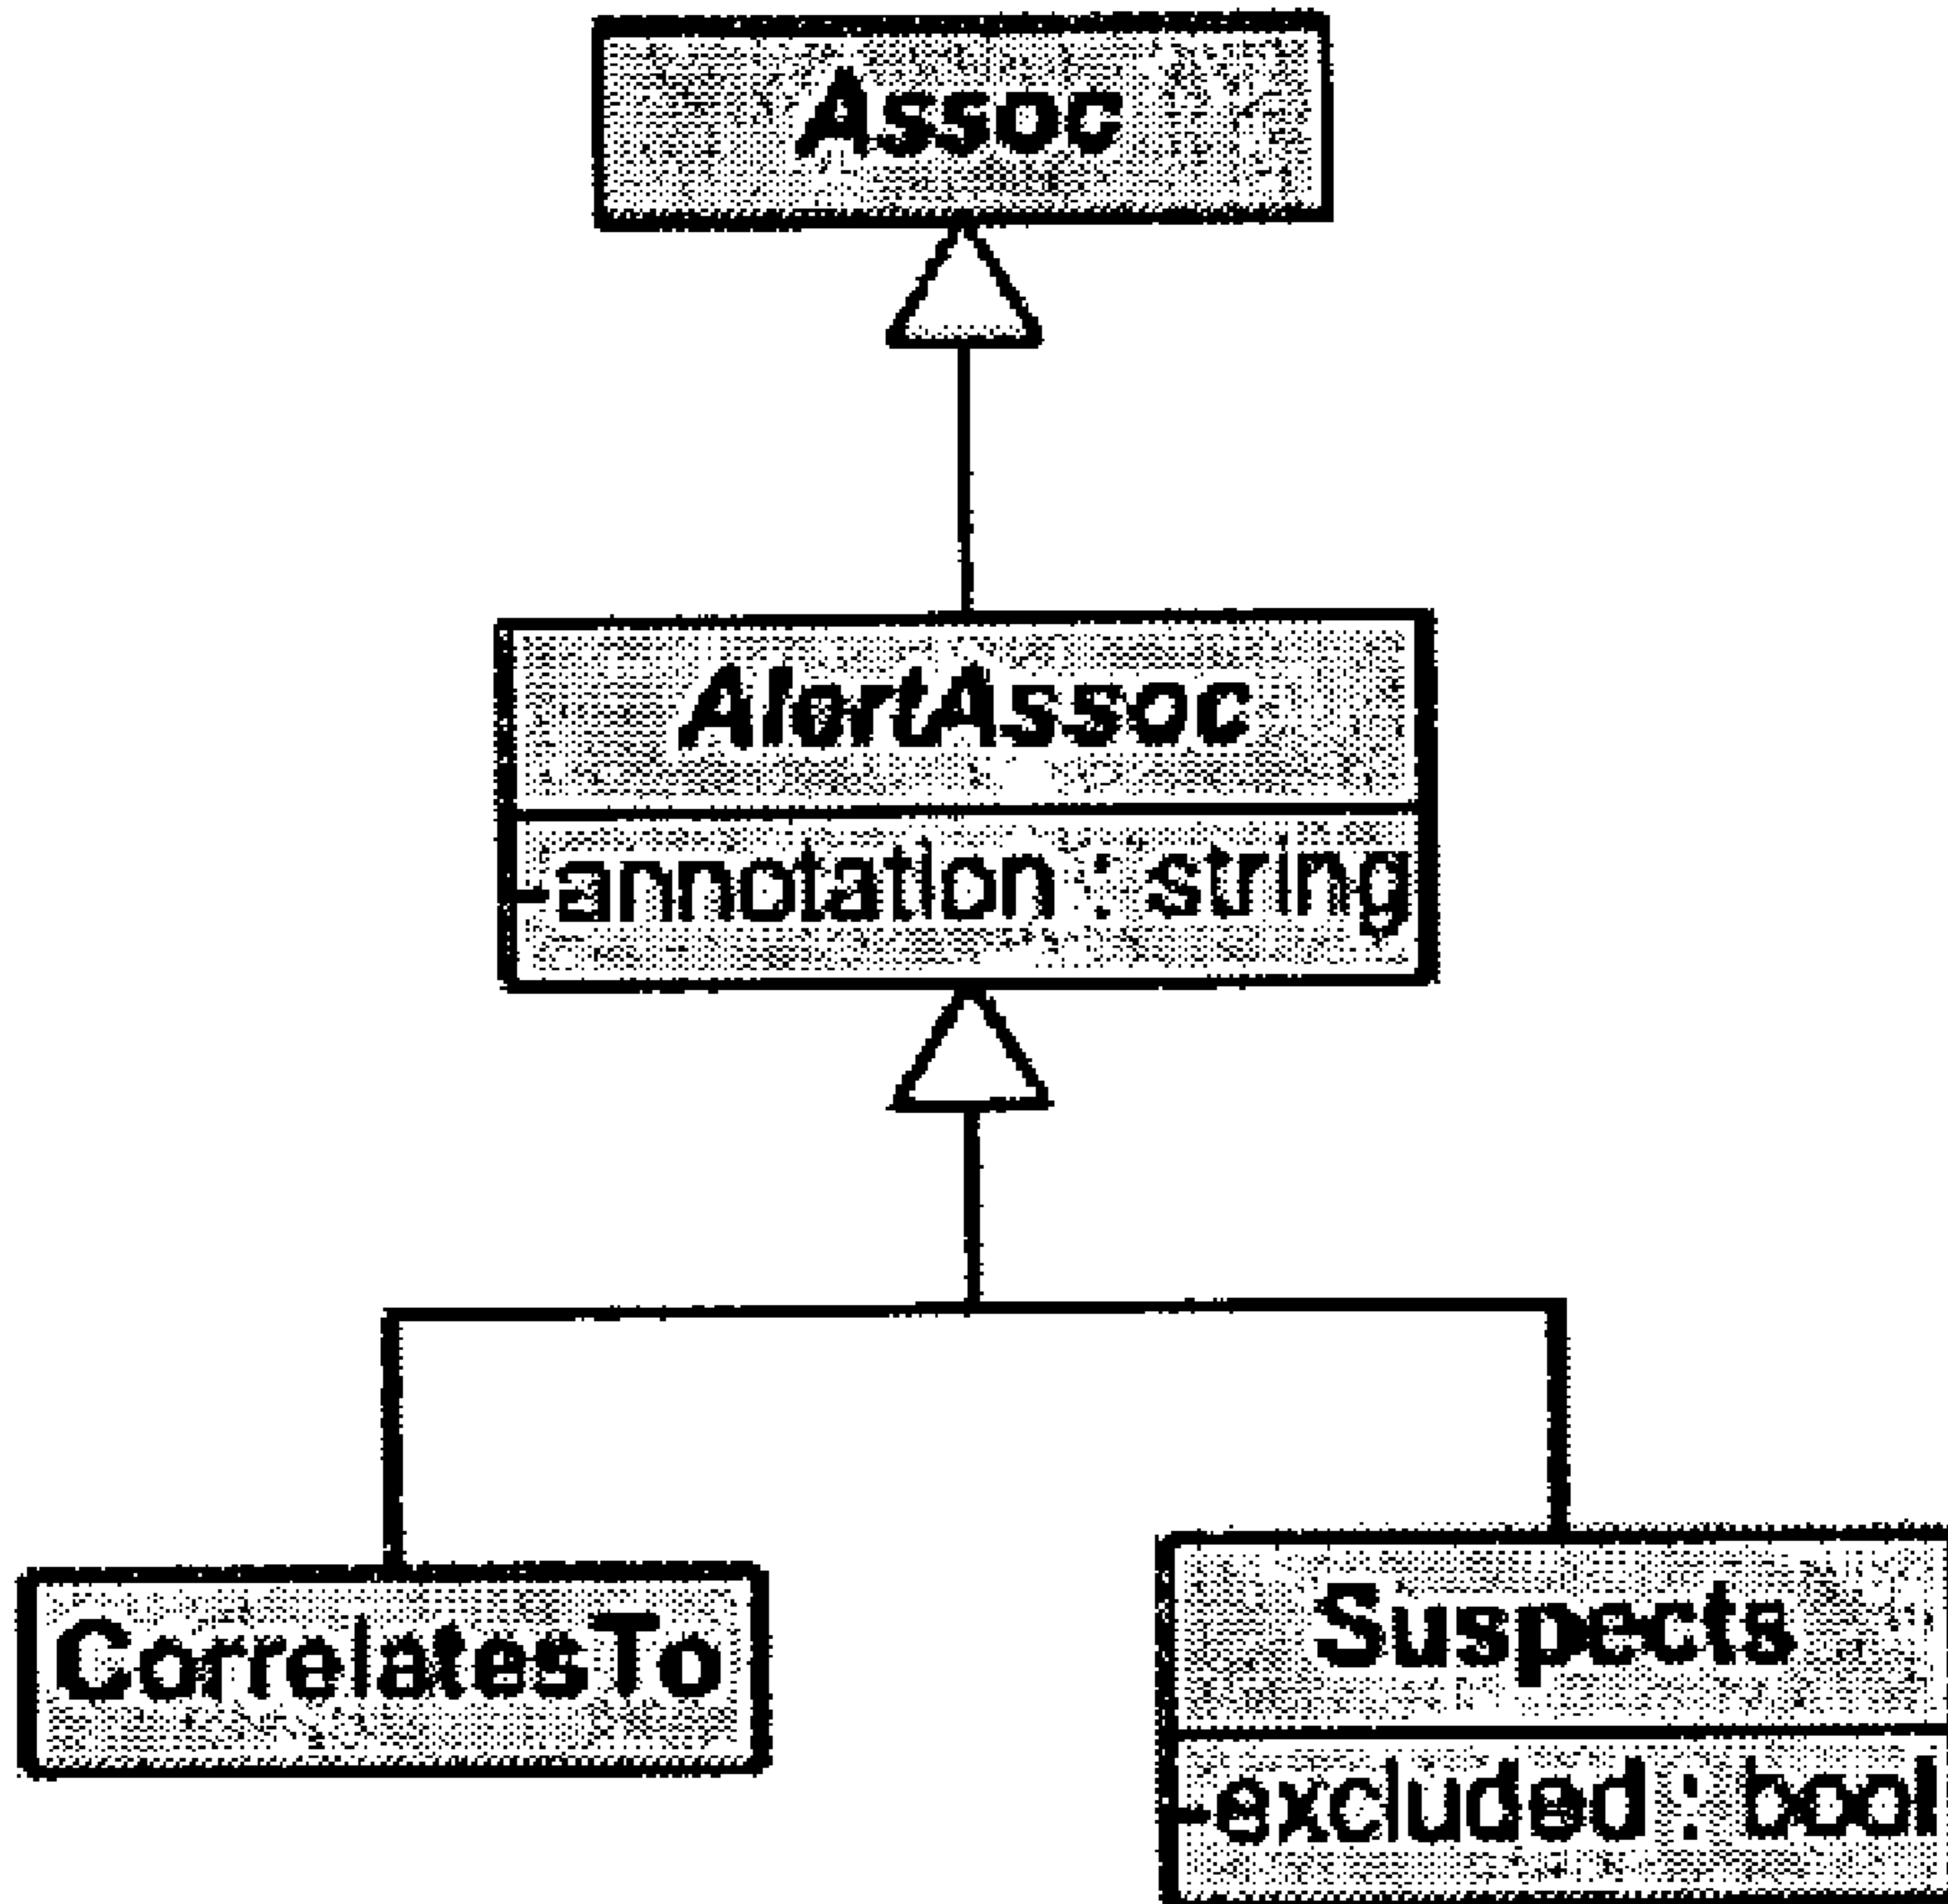 Assoc
AlertAssoc
-annotation : string
CorrelatesTo
Suspects
-excluded : bool